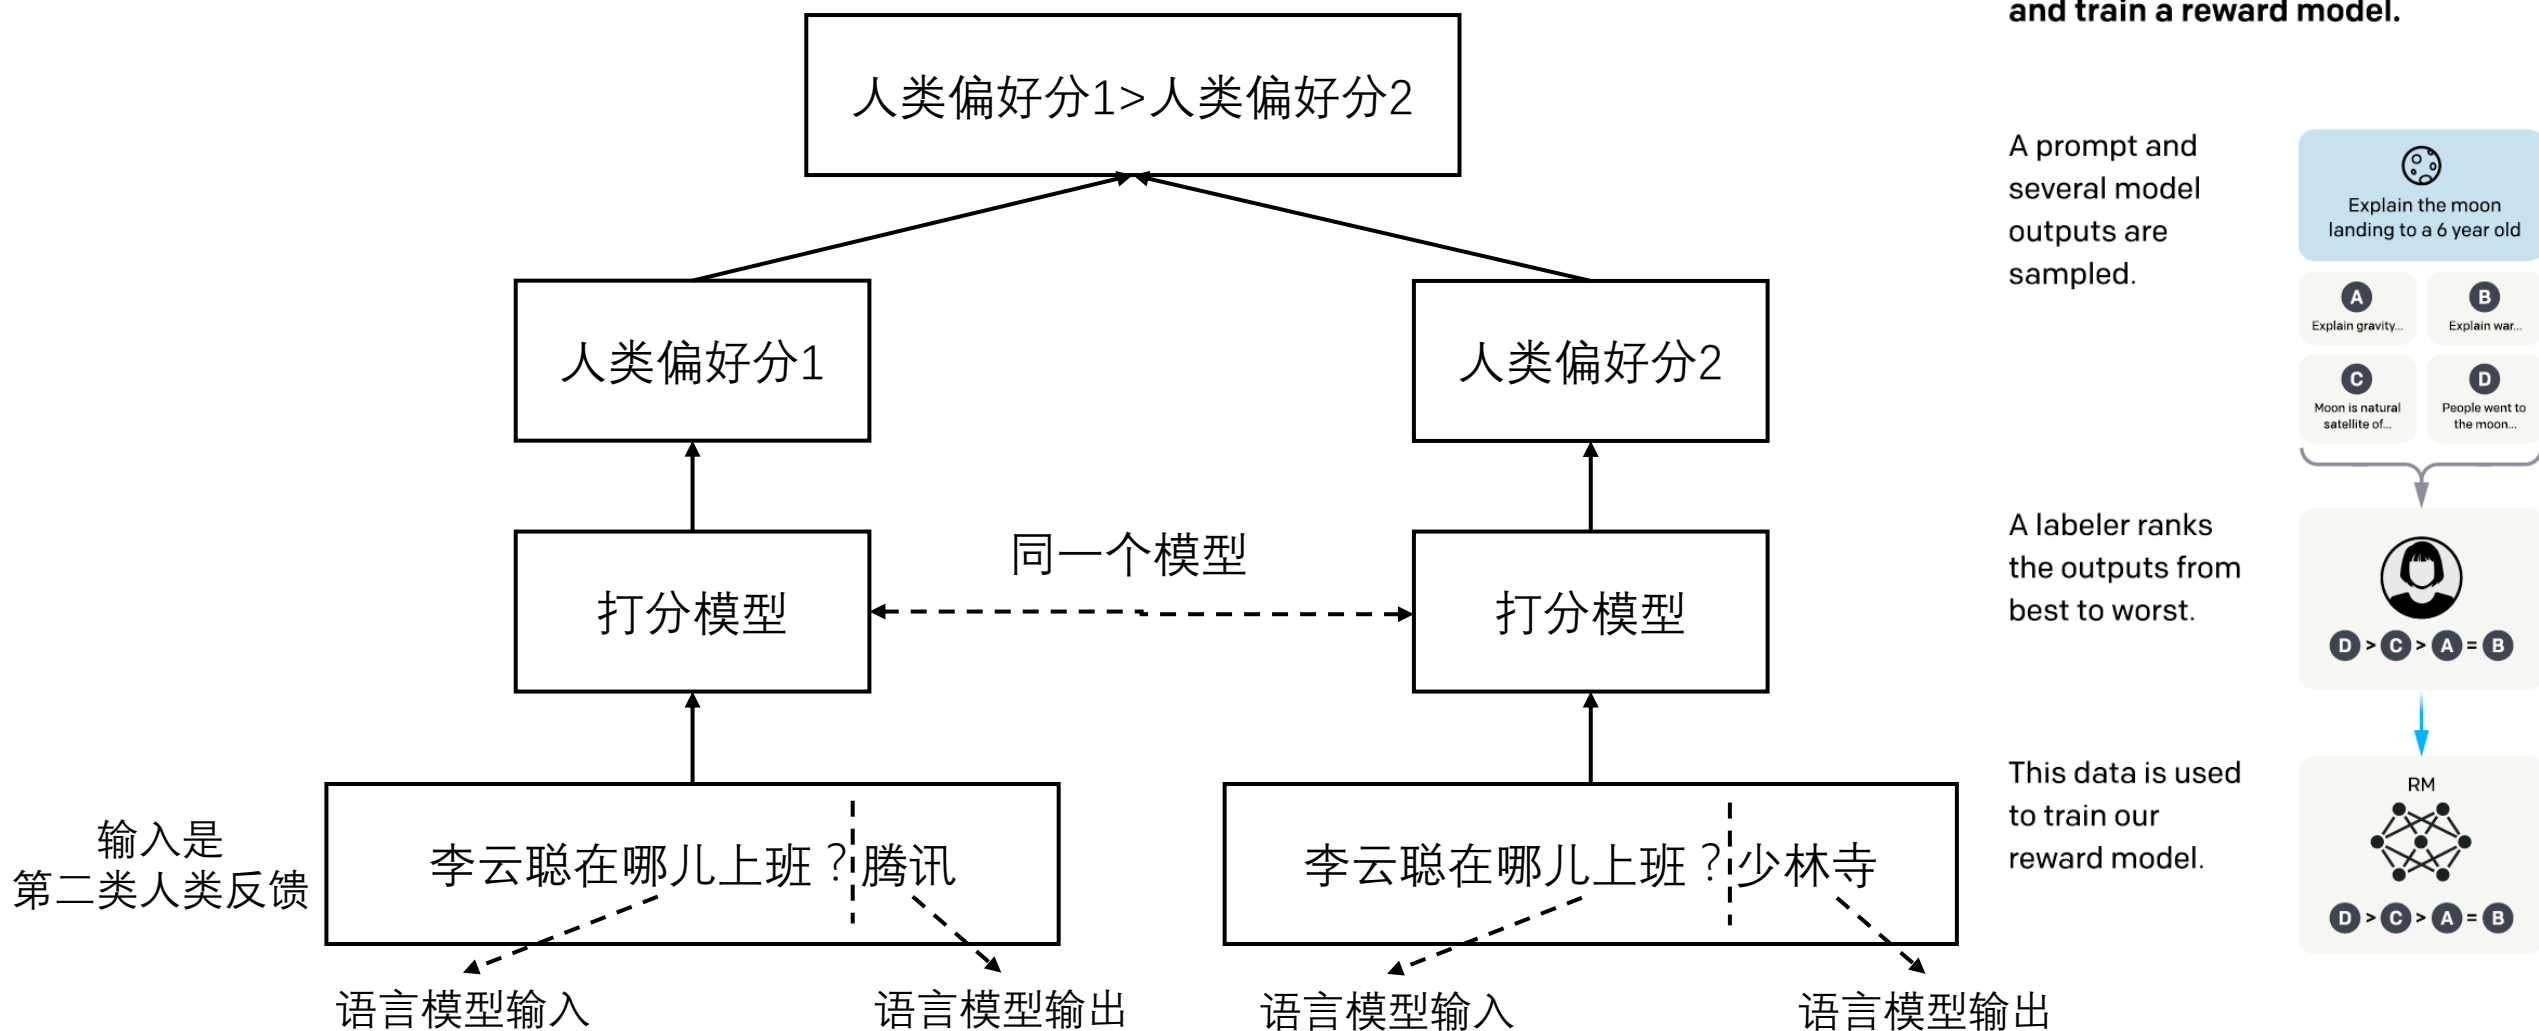 人类偏好分1>人类偏好分2
人类偏好分1
人类偏好分2
打分模型
同一个模型
打分模型
输入是
第二类人类反馈
李云聪在哪儿上班？腾讯
李云聪在哪儿上班？少林寺
语言模型输入
语言模型输出
语言模型输入
语言模型输出
and train a reward model.
A prompt and
several model
outputs are
sampled.
Explain the moon
landing to a 6 year old
A
Explain gravity...
B
Explain war...
C
Moon is natural
satellite of...
D
People went to
the moon...
A labeler ranks
the outputs from
best to worst.
D > C > A = B
This data is used
to train our
reward model.
RM
D > C > A = B